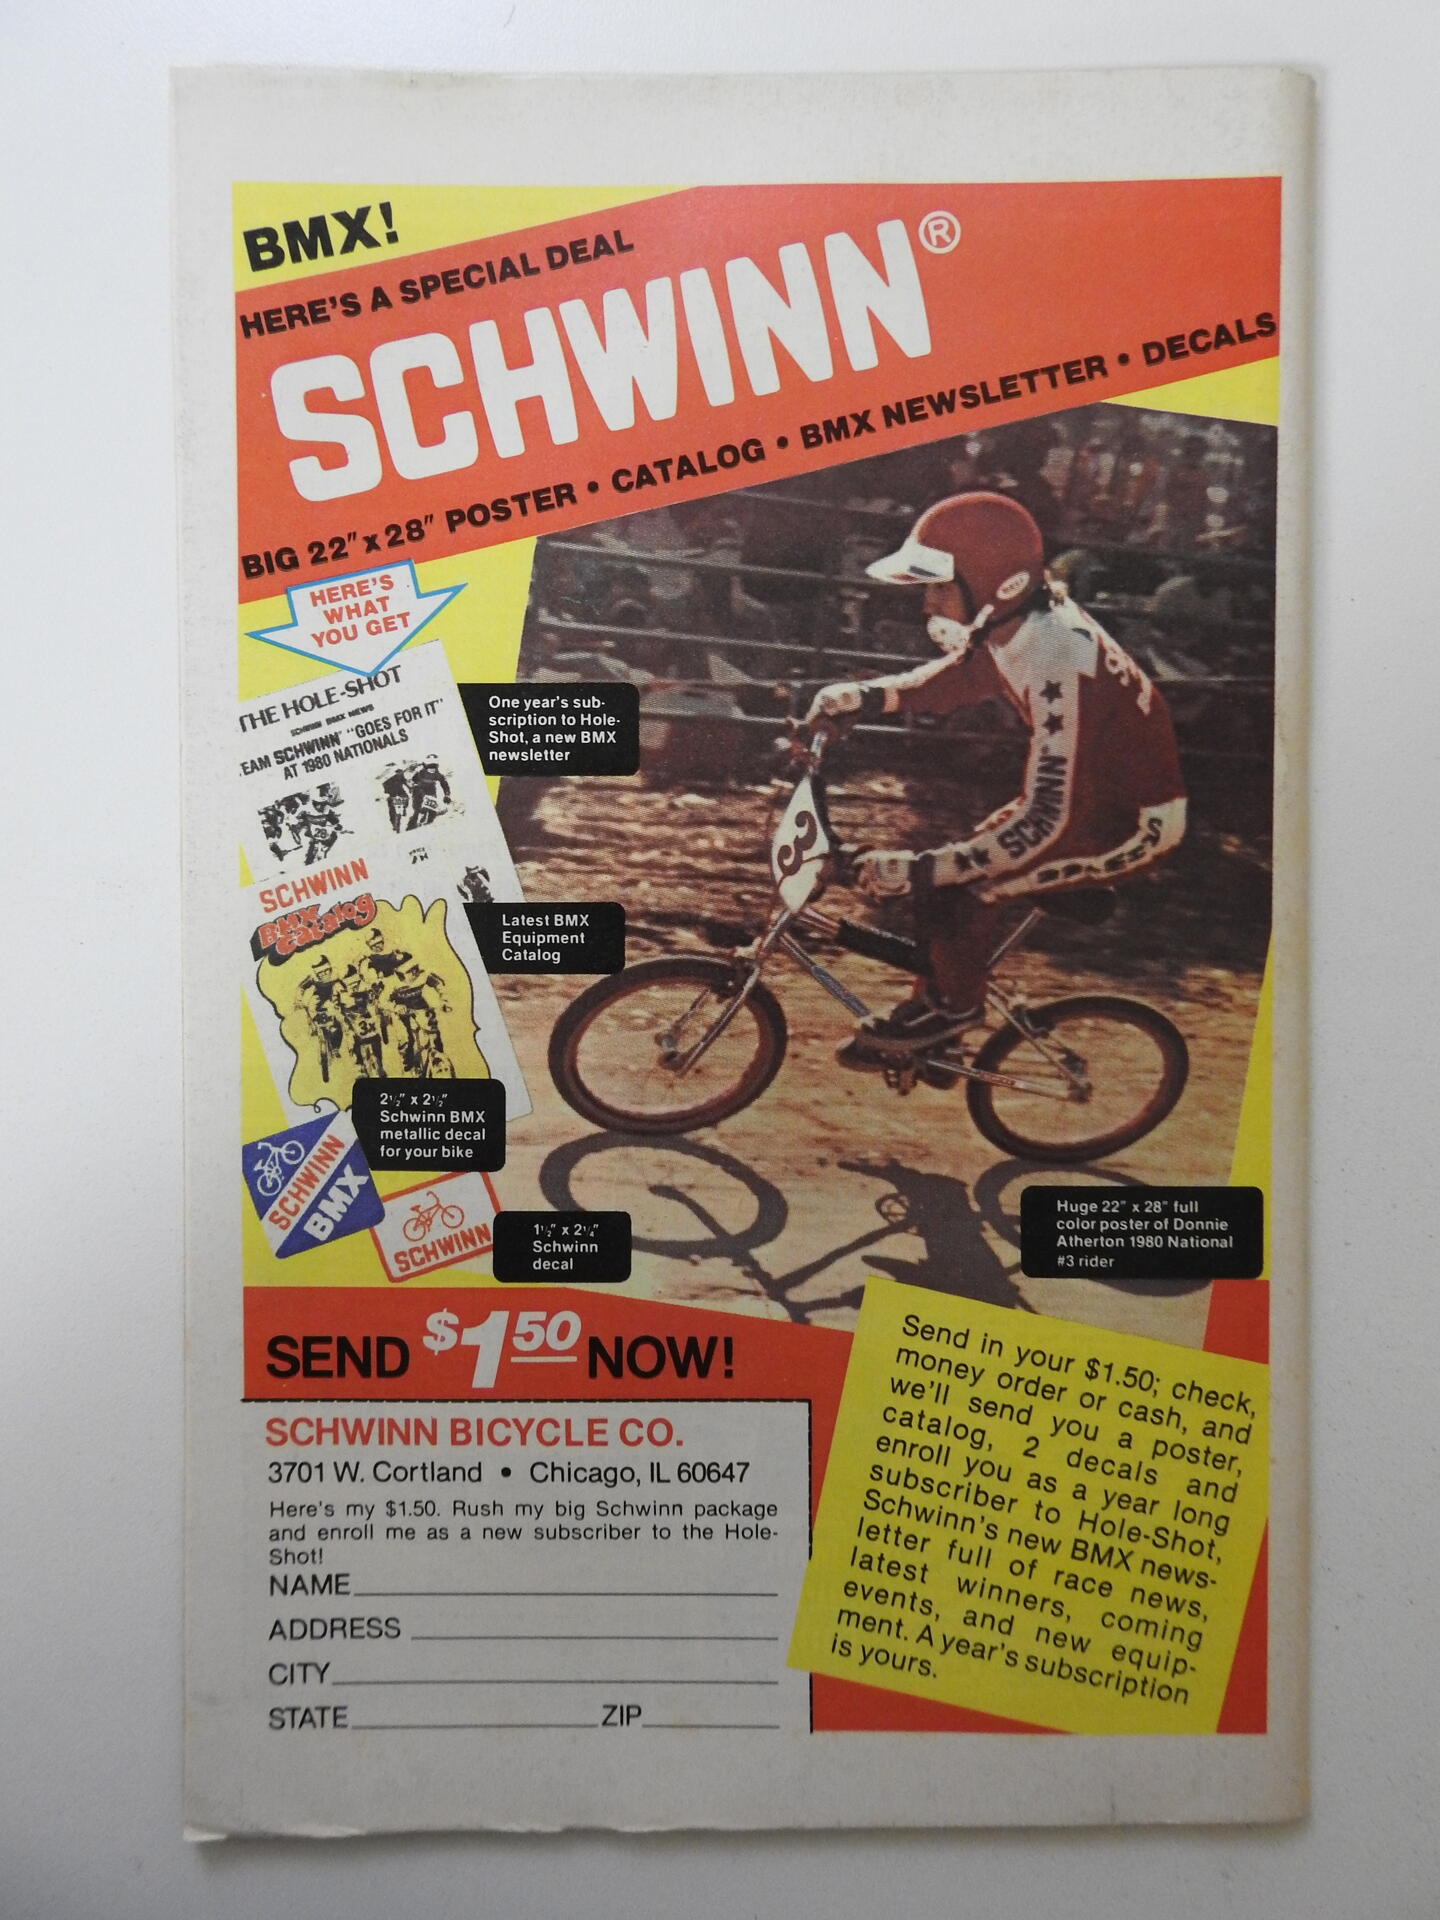 BMX!
HERE'S A SPECIAL DEAL
SCHWINN®
BIG 22" x 28" POSTER • CATALOG • BMX NEWSLETTER • DECALS
HERE'S
WHAT
YOU GET
THE HOLE-SHOT
SCHWINN BMX NEWS
EAM SCHWINN "GOES FOR IT"
AT 1980 NATIONALS
One year's sub-
scription to Hole-
Shot, a new BMX
newsletter
SCHWINN
BMX
Catalog
Latest BMX
Equipment
Catalog
3x
2½" x 2½"
Schwinn BMX
metallic decal
for your bike
SCHWINN
BMX
SCHWINN
1½" x 2¼"
Schwinn
decal
BELL
SCHWINN
3
Huge 22" x 28" full
color poster of Donnie
Atherton 1980 National
#3 rider
SEND $1.50 NOW!
SCHWINN BICYCLE CO.
3701 W. Cortland • Chicago, IL 60647
Here's my $1.50. Rush my big Schwinn package
and enroll me as a new subscriber to the Hole-
Shot!
NAME
ADDRESS
CITY
STATE ZIP
Send in your $1.50; check,
money order or cash, and
we'll send you a poster,
catalog, 2 decals and
enroll you as a year long
subscriber to Hole-Shot,
Schwinn's new BMX news-
letter full of race news,
latest winners, coming
events, and new equip-
ment. A year's subscription
is yours.